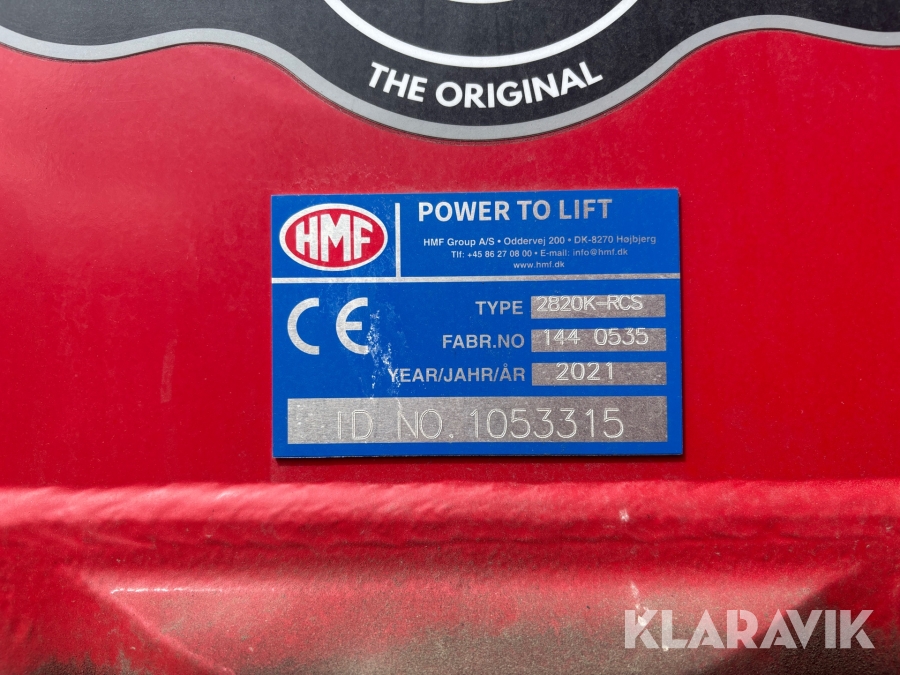 THE ORIGINAL
HMF
POWER TO LIFT
HMF Group A/S • Oddervej 200 • DK-8270 Højbjerg
Tlf: +45 86 27 08 00 • E-mail: info@hmf.dk
www.hmf.dk
CE
TYPE 2820K-RCS
FABR.NO 144 0535
YEAR/JAHR/ÅR 2021
ID NO. 1053315
KLARAVIK